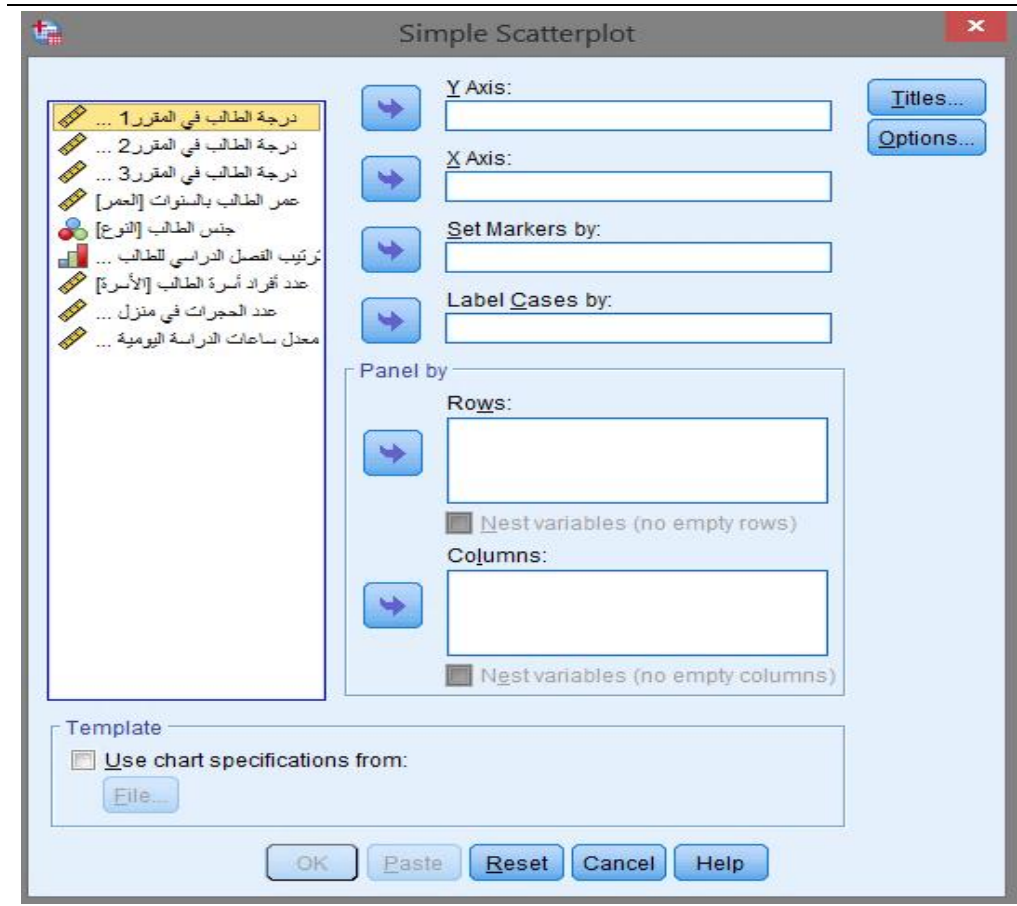 Simple Scatterplot
درجة الطالب في المقرر1 ...
درجة الطالب في المقرر2 ...
درجة الطالب في المقرر3 ...
عمر الطالب بالسنوات [العمر]
جنس الطالب [النوع]
ترتيب الفصل الدراسي للطالب ...
عدد أفراد أسرة الطالب [الأسرة]
عدد الحجرات في منزل ...
معدل ساعات الدراسة اليومية ...
Y Axis:
X Axis:
Set Markers by:
Label Cases by:
Panel by
Rows:
Nest variables (no empty rows)
Columns:
Nest variables (no empty columns)
Titles...
Options...
Template
Use chart specifications from:
File...
OK Paste Reset Cancel Help